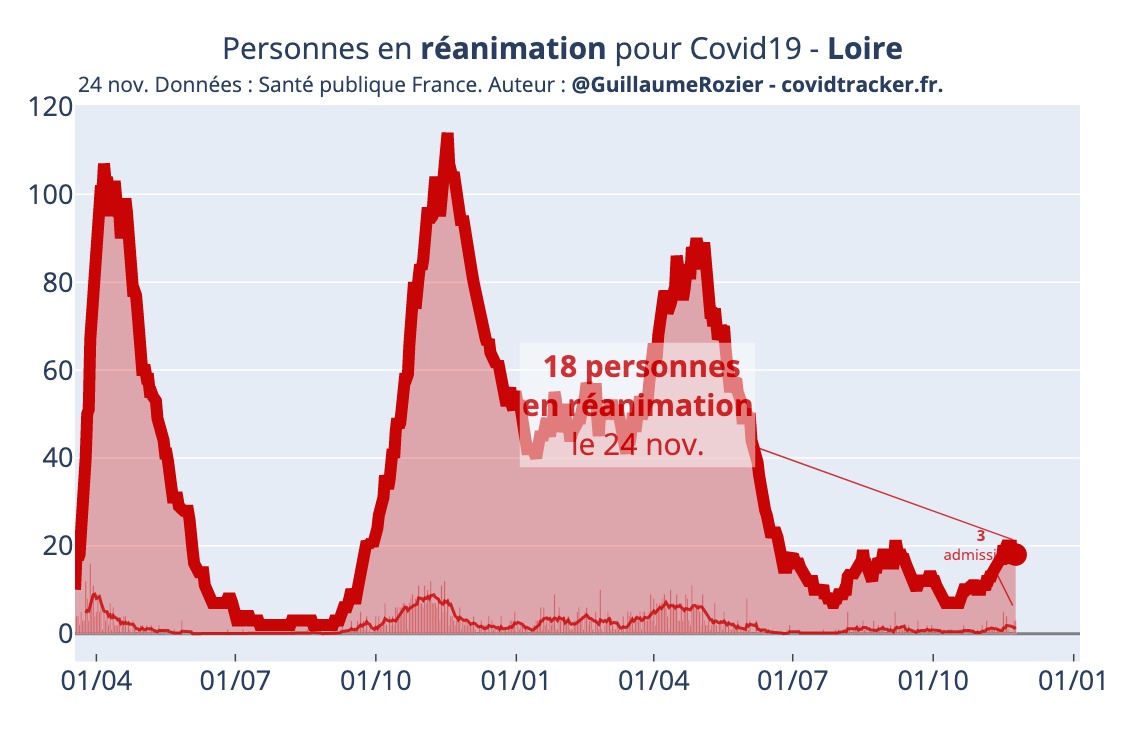 Personnes en réanimation pour Covid19 - Loire
24 nov. Données : Santé publique France. Auteur : @GuillaumeRozier - covidtracker.fr.
120
100
80
60
40
20
0
18 personnes
en réanimation
le 24 nov.
3
admissi
01/04
01/07
01/10
01/01
01/04
01/07
01/10
01/01